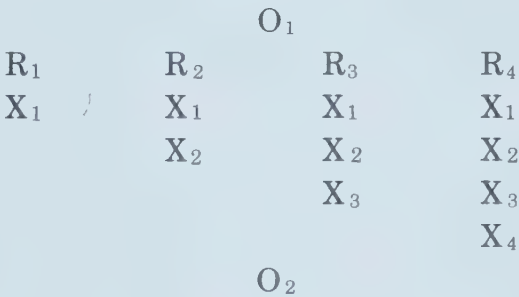 O₁
R₁ R₂ R₃ R₄
X₁ X₁ X₁ X₁
X₂ X₂ X₂
X₃ X₃
X₄
O₂